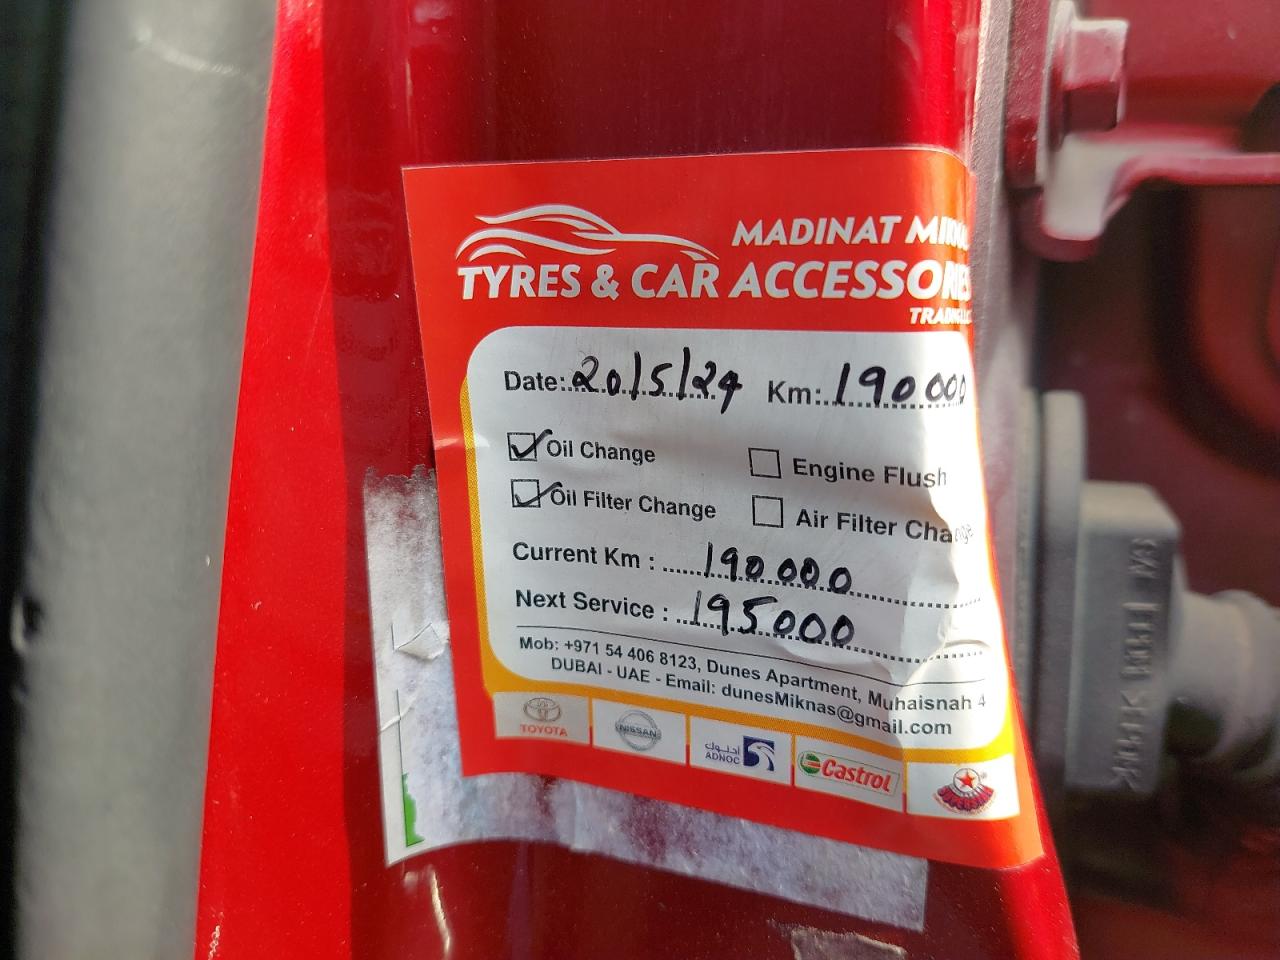 MADINAT MIKNAS
TYRES & CAR ACCESSORIES
TRADING LLC
Date: 20/5/24 Km: 190000
Oil Change
Engine Flush
Oil Filter Change
Air Filter Change
Current Km : 190000
Next Service : 195000
Mob: +971 54 406 8123, Dunes Apartment, Muhaisnah 4
DUBAI - UAE - Email: dunesMiknas@gmail.com
TOYOTA
NISSAN
أدنوك
ADNOC
Castrol